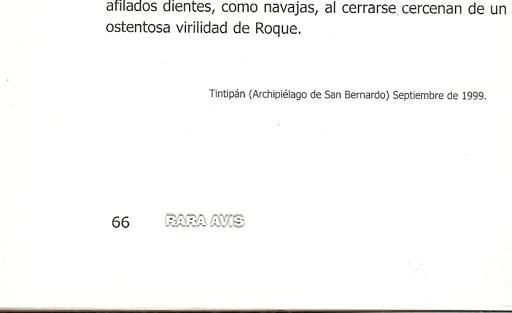 afilados dientes, como navajas, al cerrarse cercenan de un
ostentosa virilidad de Roque.
Tintipán (Archipiélago de San Bernardo) Septiembre de 1999.
66 RARA AVIS